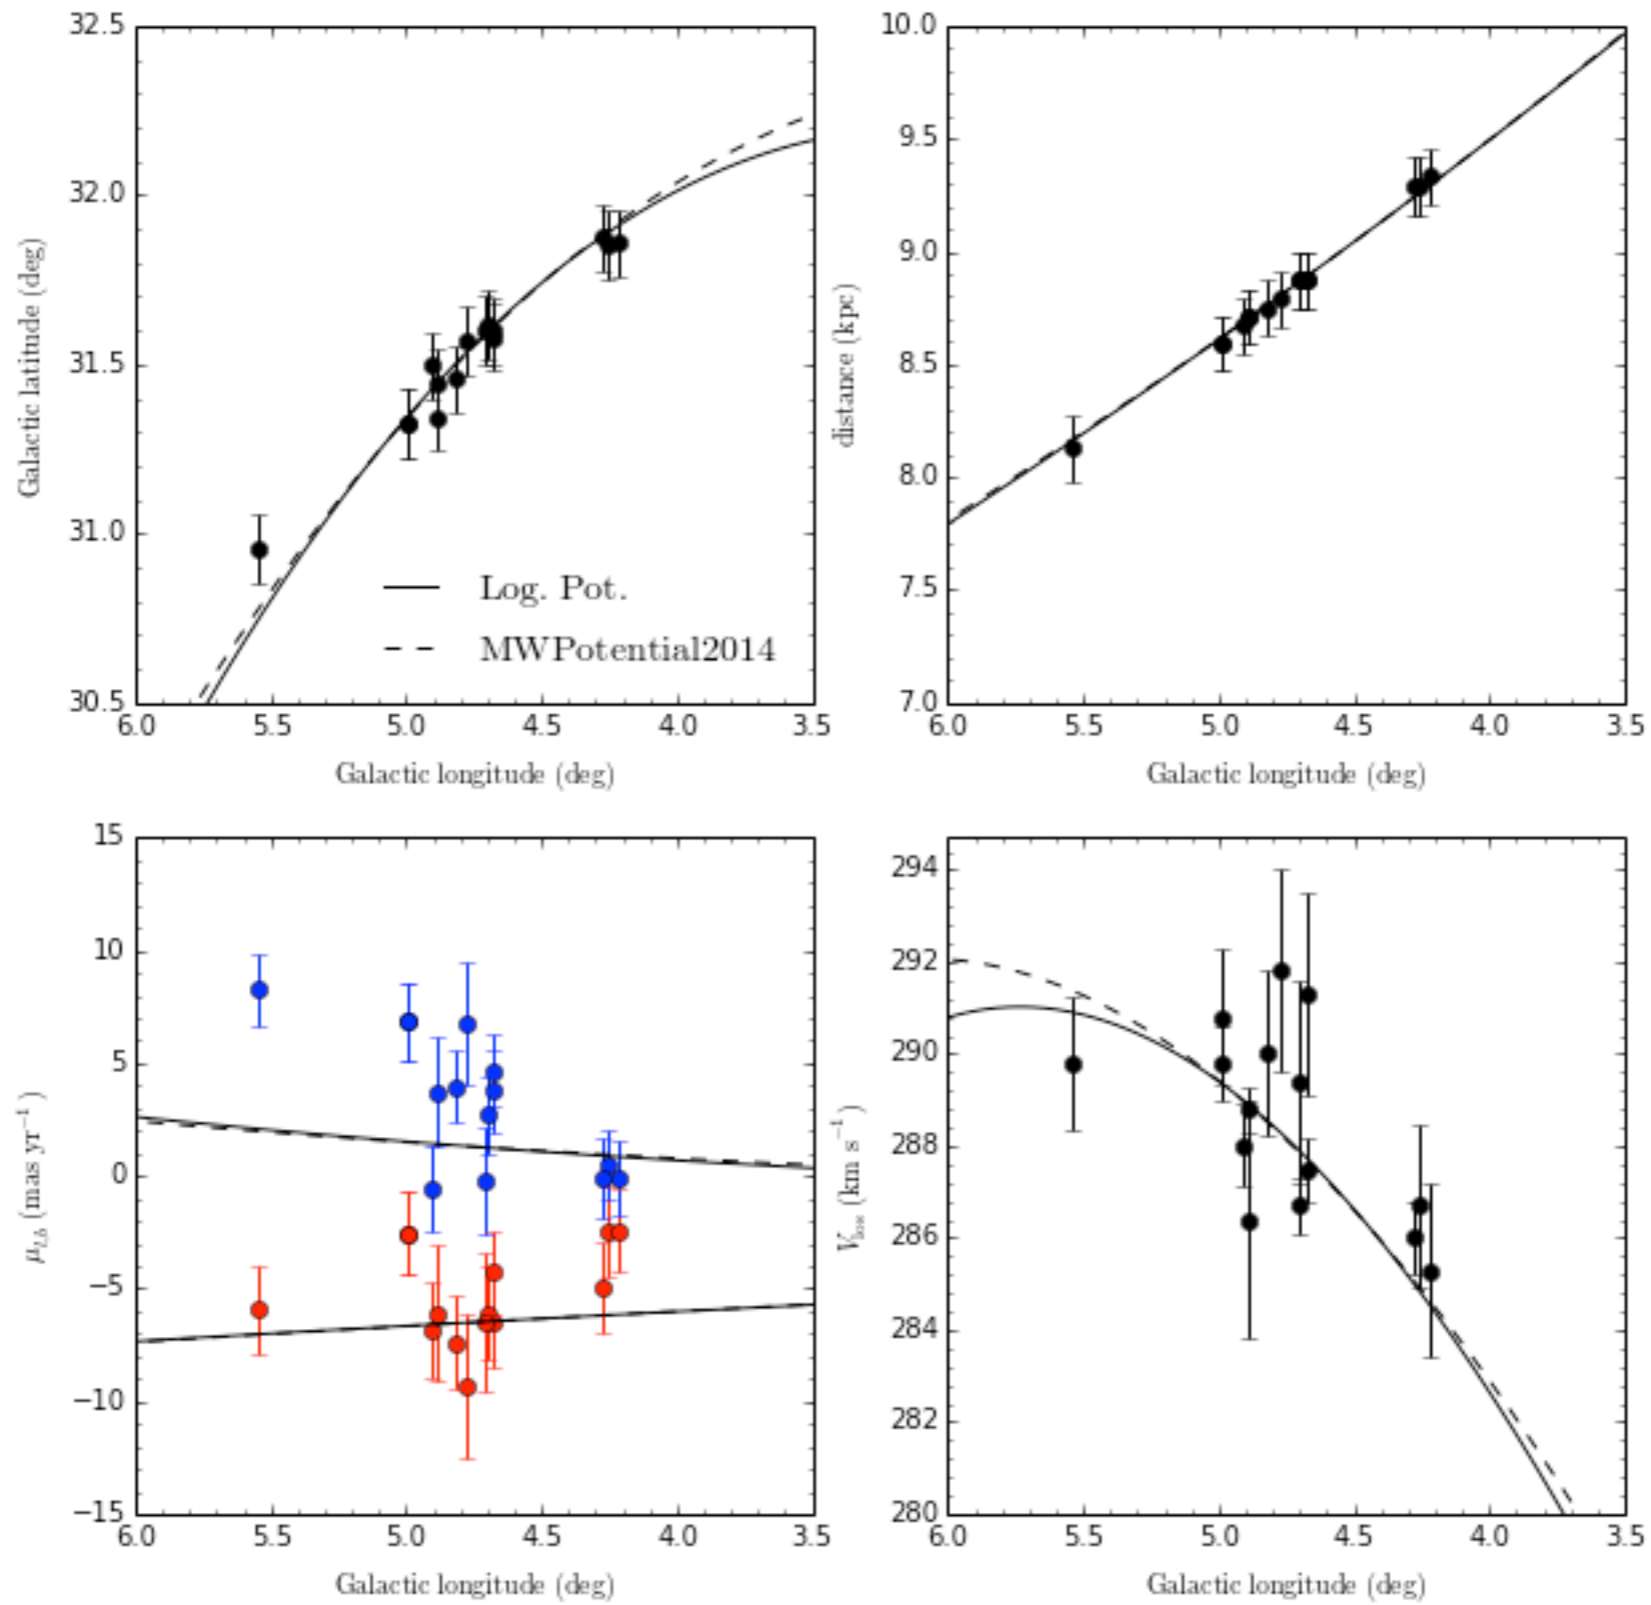 32.5
32.0
31.5
31.0
30.5
Galactic latitude (deg)
Log. Pot.
MWPotential2014
6.0 5.5 5.0 4.5 4.0 3.5
Galactic longitude (deg)
10.0
9.5
9.0
8.5
8.0
7.5
7.0
distance (kpc)
6.0 5.5 5.0 4.5 4.0 3.5
Galactic longitude (deg)
15
10
5
0
−5
−10
−15
μ_{l,b} (mas yr⁻¹)
6.0 5.5 5.0 4.5 4.0 3.5
Galactic longitude (deg)
294
292
290
288
286
284
282
280
V_{los} (km s⁻¹)
6.0 5.5 5.0 4.5 4.0 3.5
Galactic longitude (deg)